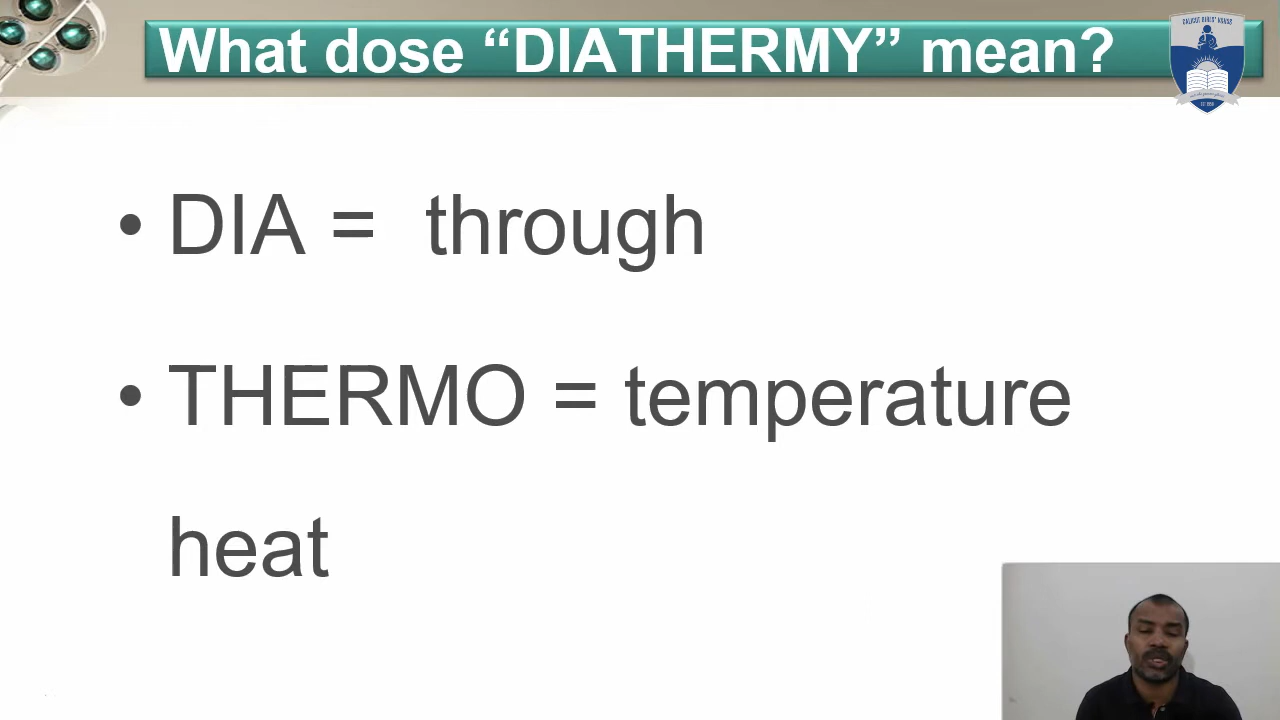 What dose “DIATHERMY” mean?
• DIA = through
• THERMO = temperature
heat